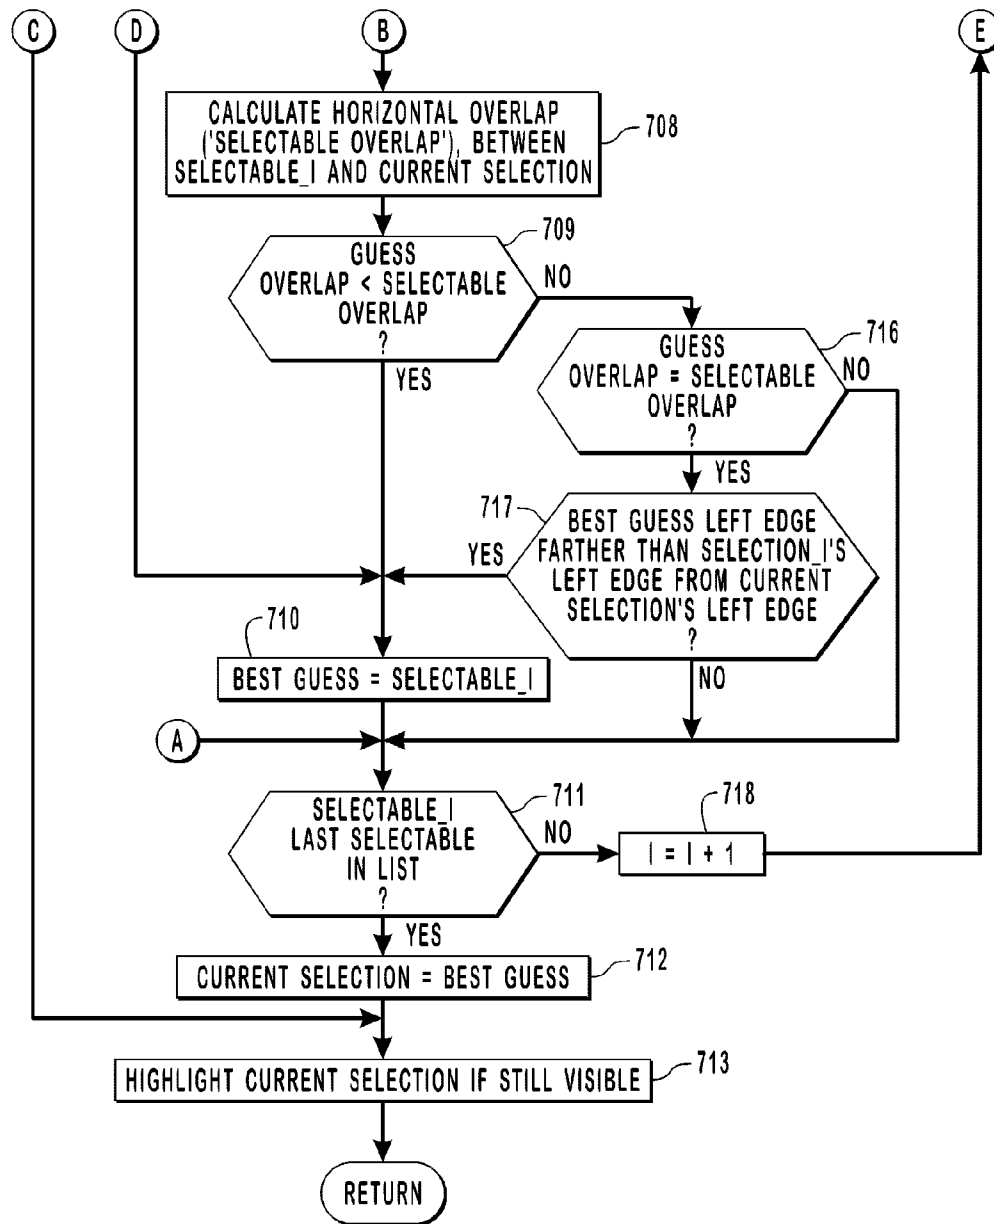 C
D
B
E
CALCULATE HORIZONTAL OVERLAP
('SELECTABLE OVERLAP'), BETWEEN
SELECTABLE_I AND CURRENT SELECTION
708
GUESS
OVERLAP < SELECTABLE
OVERLAP
?
709
NO
YES
GUESS
OVERLAP = SELECTABLE
OVERLAP
?
716
NO
YES
717
BEST GUESS LEFT EDGE
FARTHER THAN SELECTION_I'S
LEFT EDGE FROM CURRENT
SELECTION'S LEFT EDGE
?
YES
NO
710
BEST GUESS = SELECTABLE_I
A
SELECTABLE_I
LAST SELECTABLE
IN LIST
?
711
NO
718
I = I + 1
YES
CURRENT SELECTION = BEST GUESS
712
HIGHLIGHT CURRENT SELECTION IF STILL VISIBLE
713
RETURN